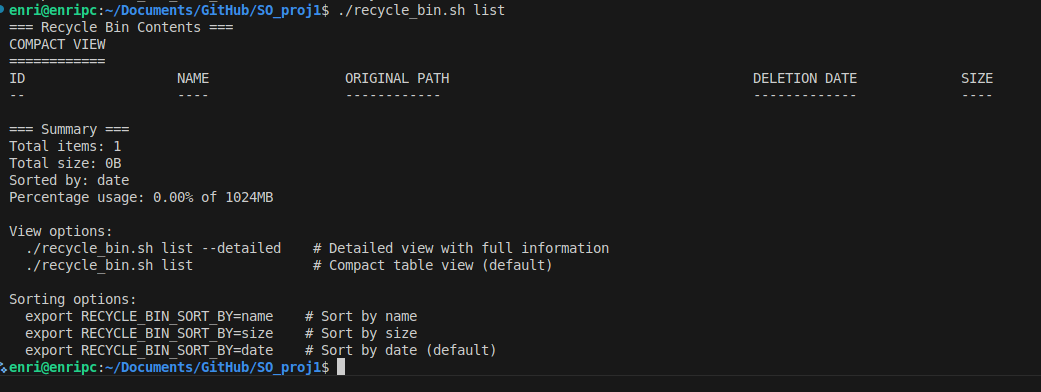 enri@enripc:~/Documents/GitHub/SO_proj1$ ./recycle_bin.sh list
=== Recycle Bin Contents ===
COMPACT VIEW
============
ID                   NAME                 ORIGINAL PATH                                      DELETION DATE             SIZE
--                   ----                 ------------                                       -------------             ----

=== Summary ===
Total items: 1
Total size: 0B
Sorted by: date
Percentage usage: 0.00% of 1024MB

View options:
  ./recycle_bin.sh list --detailed    # Detailed view with full information
  ./recycle_bin.sh list               # Compact table view (default)

Sorting options:
  export RECYCLE_BIN_SORT_BY=name    # Sort by name
  export RECYCLE_BIN_SORT_BY=size    # Sort by size
  export RECYCLE_BIN_SORT_BY=date    # Sort by date (default)
enri@enripc:~/Documents/GitHub/SO_proj1$